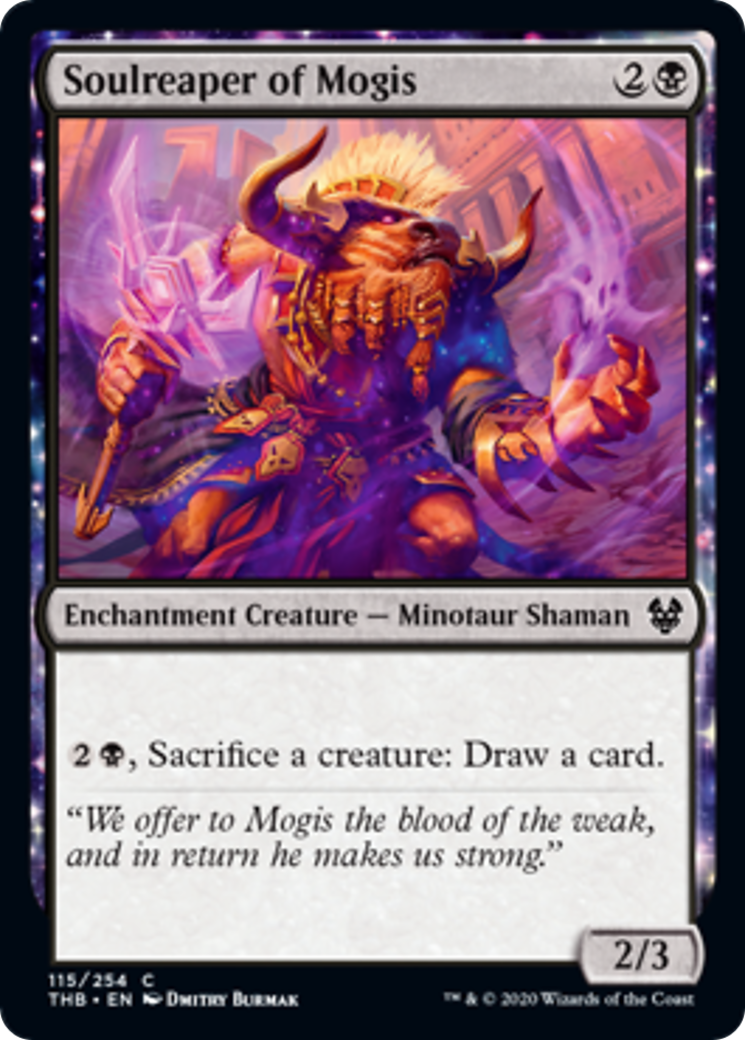 Soulreaper of Mogis 2
Enchantment Creature — Minotaur Shaman
2, Sacrifice a creature: Draw a card.
“We offer to Mogis the blood of the weak,
and in return he makes us strong.”
2/3
115/254 C
THB • EN Dmitry Burmak
™ & © 2020 Wizards of the Coast